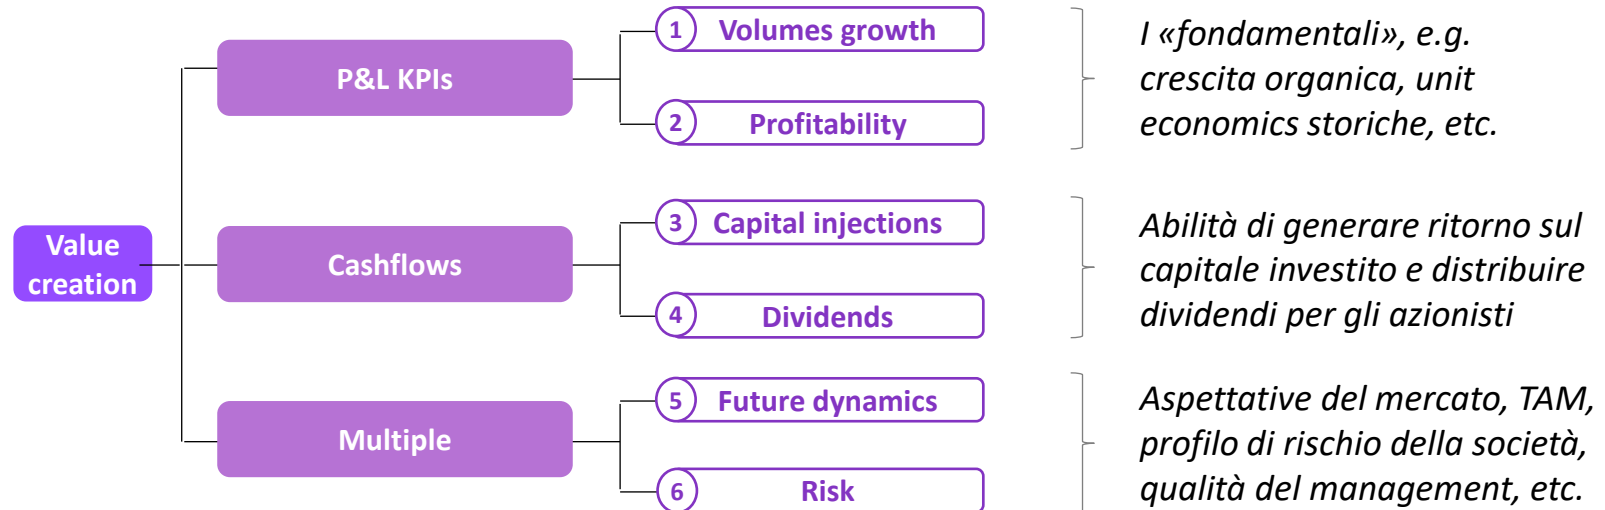 Value
creation
P&L KPIs
1 Volumes growth
2 Profitability
I «fondamentali», e.g.
crescita organica, unit
economics storiche, etc.
Cashflows
3 Capital injections
4 Dividends
Abilità di generare ritorno sul
capitale investito e distribuire
dividendi per gli azionisti
Multiple
5 Future dynamics
6 Risk
Aspettative del mercato, TAM,
profilo di rischio della società,
qualità del management, etc.